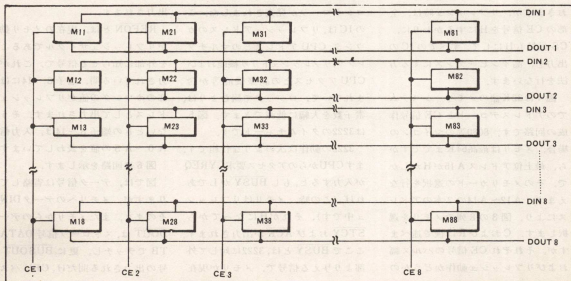 M11 M21 M31 M81 DIN 1
DOUT 1
M12 M22 M32 M82 DIN 2
DOUT 2
M13 M23 M33 M83 DIN 3
DOUT 3
M18 M28 M38 M88 DIN 8
DOUT 8
CE 1 CE 2 CE 3 CE 8